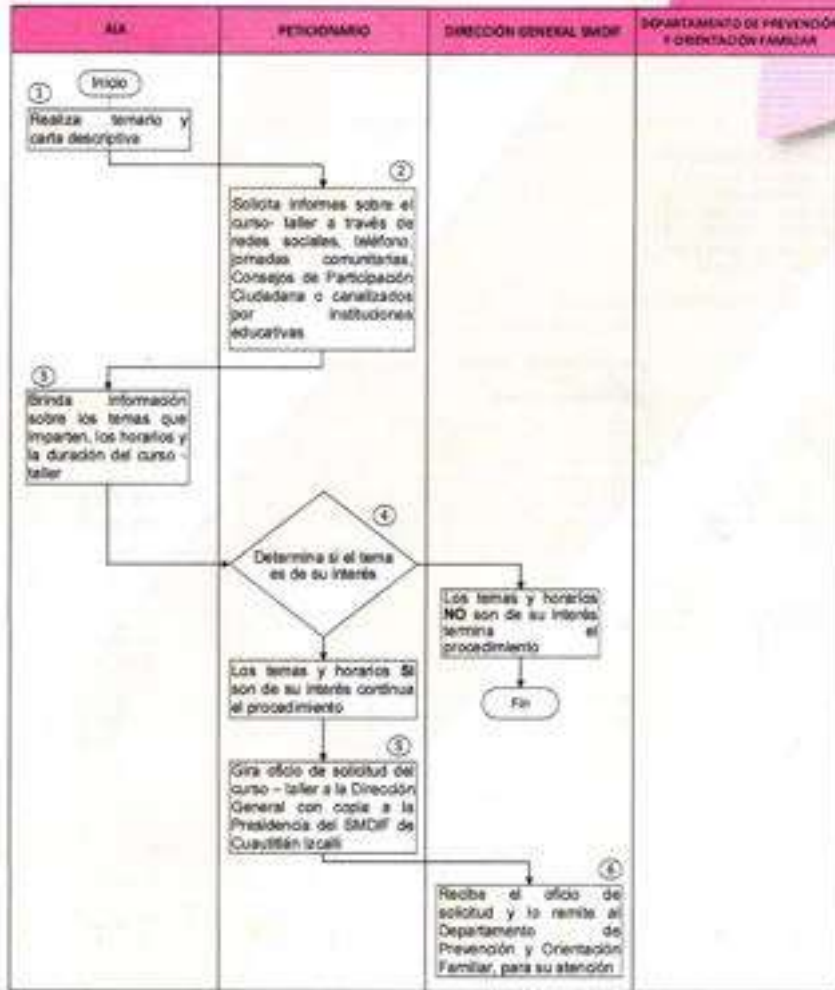 AIA
PETICIONARIO
DIRECCIÓN GENERAL SMDIF
DEPARTAMENTO DE PREVENCIÓN
Y ORIENTACIÓN FAMILIAR
Inicio
1
Realiza temario y
carta descriptiva
2
Solicita informes sobre el
curso- taller a través de
redes sociales, teléfono,
jornadas comunitarias,
Consejos de Participación
Ciudadana o canalizados
por instituciones
educativas
3
Brinda información
sobre los temas que
imparten, los horarios y
la duración del curso -
taller
4
Determina si el tema
es de su interés
Los temas y horarios
NO son de su interés
termina el
procedimiento
Fin
Los temas y horarios SI
son de su interés continua
el procedimiento
5
Gira oficio de solicitud del
curso – taller a la Dirección
General con copia a la
Presidencia del SMDIF de
Cuautitlán Izcalli
6
Recibe el oficio de
solicitud y lo remite al
Departamento de
Prevención y Orientación
Familiar, para su atención